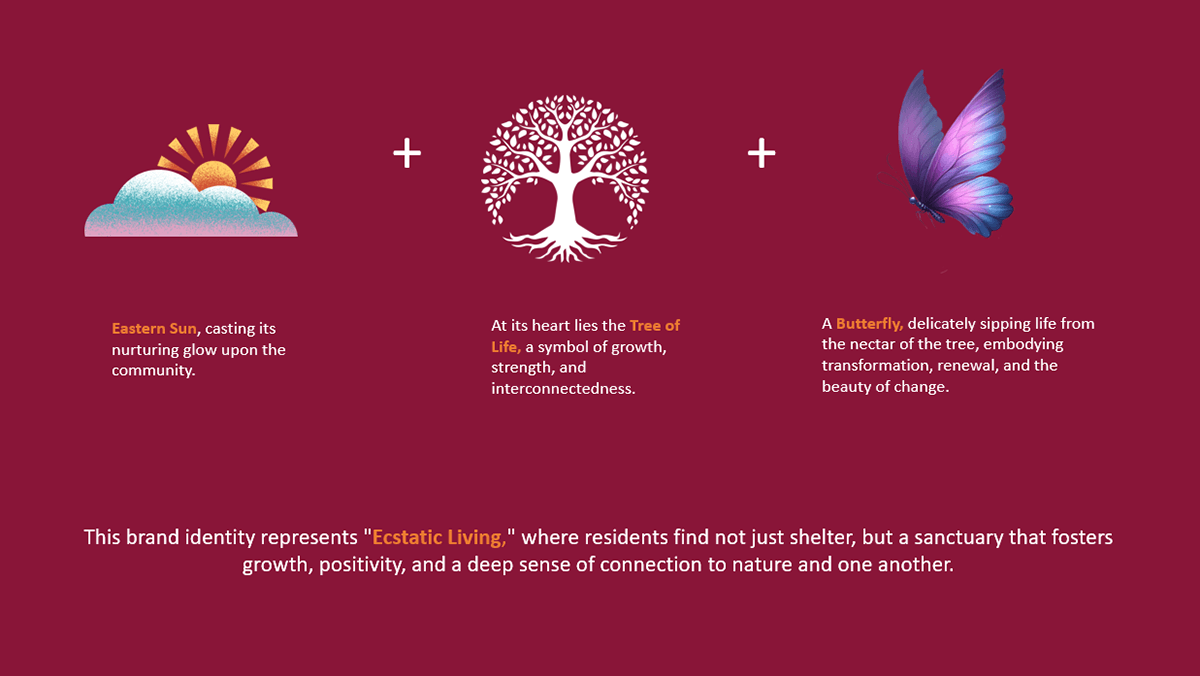 +
+
Eastern Sun, casting its
nurturing glow upon the
community.
At its heart lies the Tree of
Life, a symbol of growth,
strength, and
interconnectedness.
A Butterfly, delicately sipping life from
the nectar of the tree, embodying
transformation, renewal, and the
beauty of change.
This brand identity represents "Ecstatic Living," where residents find not just shelter, but a sanctuary that fosters
growth, positivity, and a deep sense of connection to nature and one another.